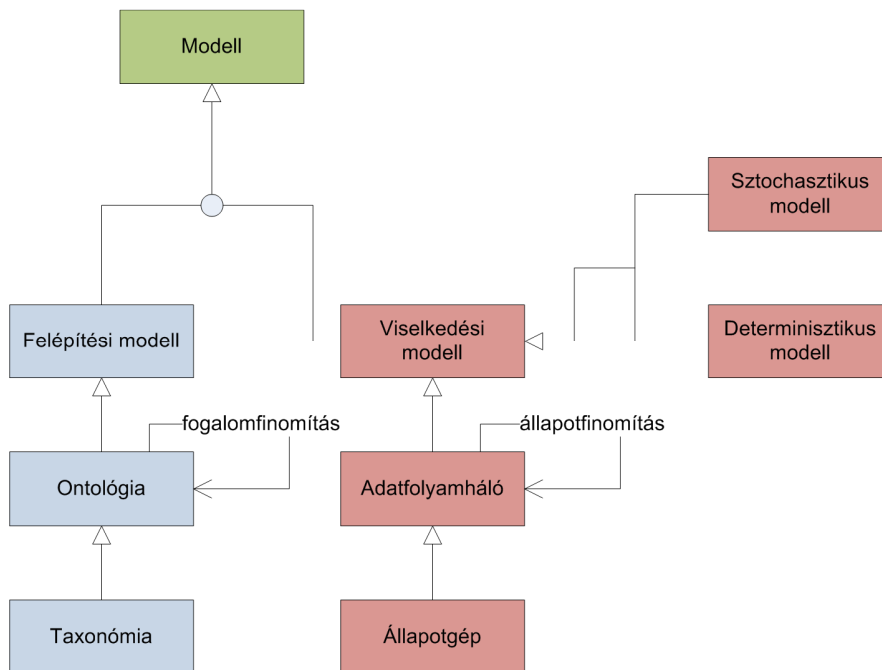 Modell
Sztochasztikus
modell
Felépítési modell
Viselkedési
modell
Determinisztikus
modell
fogalomfinomítás
állapotfinomítás
Ontológia
Adatfolyamháló
Taxonómia
Állapotgép